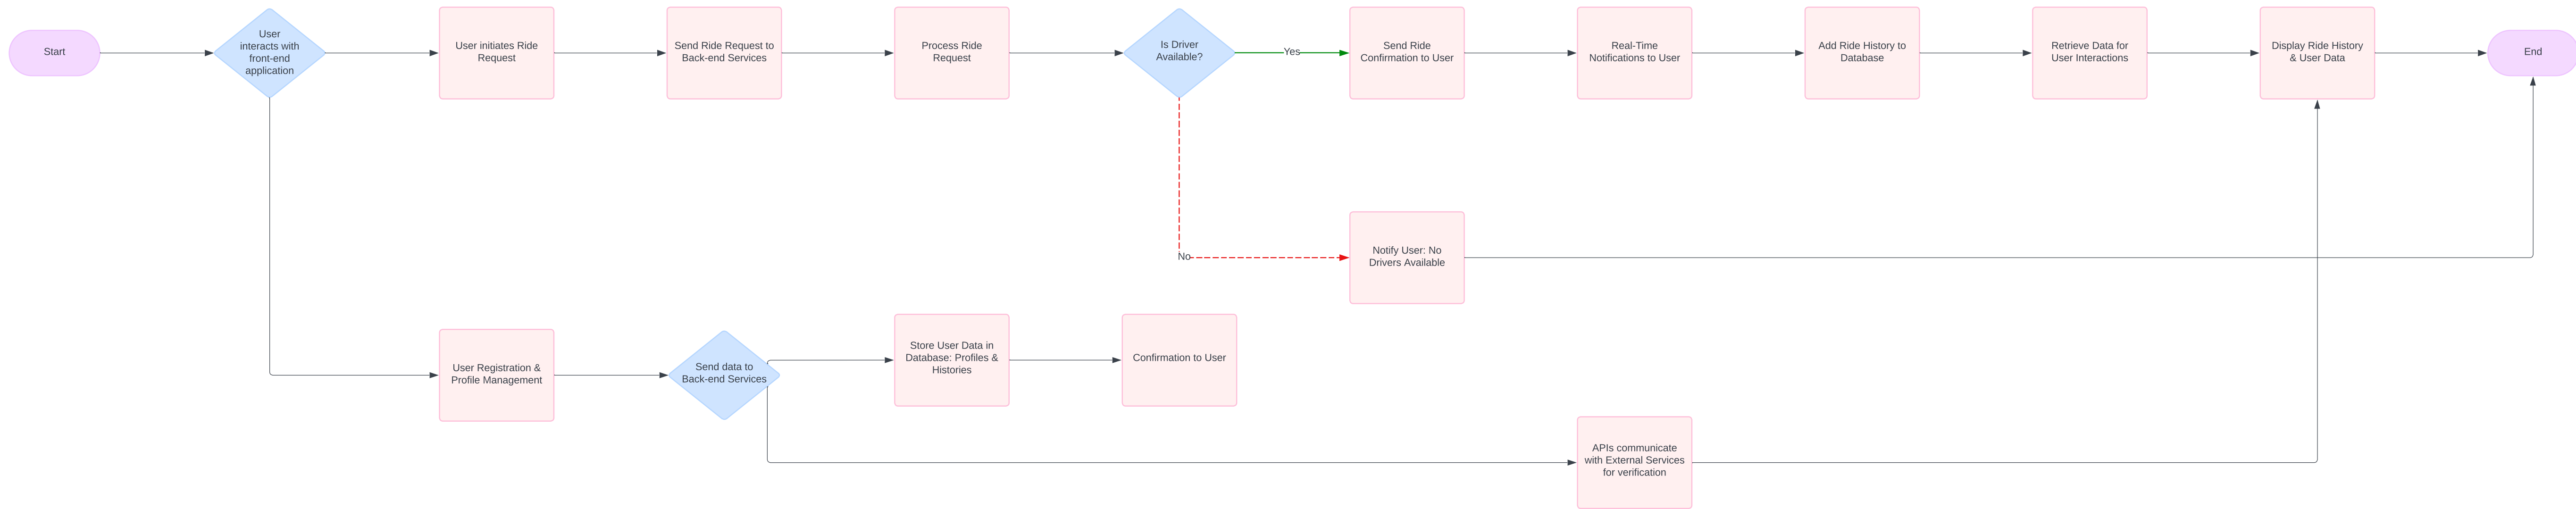 Start
User
interacts with
front-end
application
User initiates Ride
Request
Send Ride Request to
Back-end Services
Process Ride
Request
Is Driver
Available?
Yes
Send Ride
Confirmation to User
Real-Time
Notifications to User
Add Ride History to
Database
Retrieve Data for
User Interactions
Display Ride History
& User Data
End
No
Notify User: No
Drivers Available
User Registration &
Profile Management
Send data to
Back-end Services
Store User Data in
Database: Profiles &
Histories
Confirmation to User
APIs communicate
with External Services
for verification